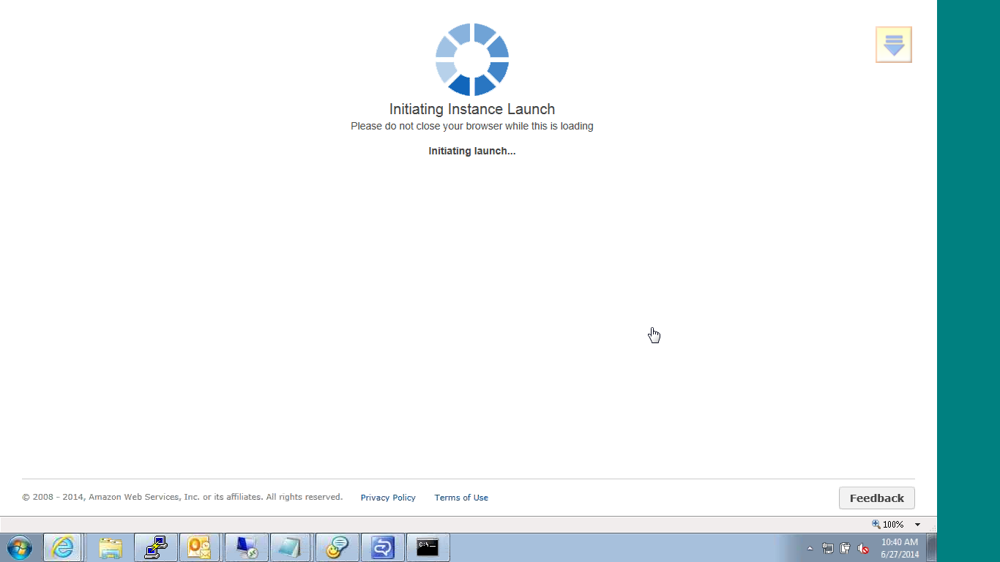 Initiating Instance Launch
Please do not close your browser while this is loading
Initiating launch...
© 2008 - 2014, Amazon Web Services, Inc. or its affiliates. All rights reserved. Privacy Policy Terms of Use Feedback
100%
C:\
10:40 AM
6/27/2014